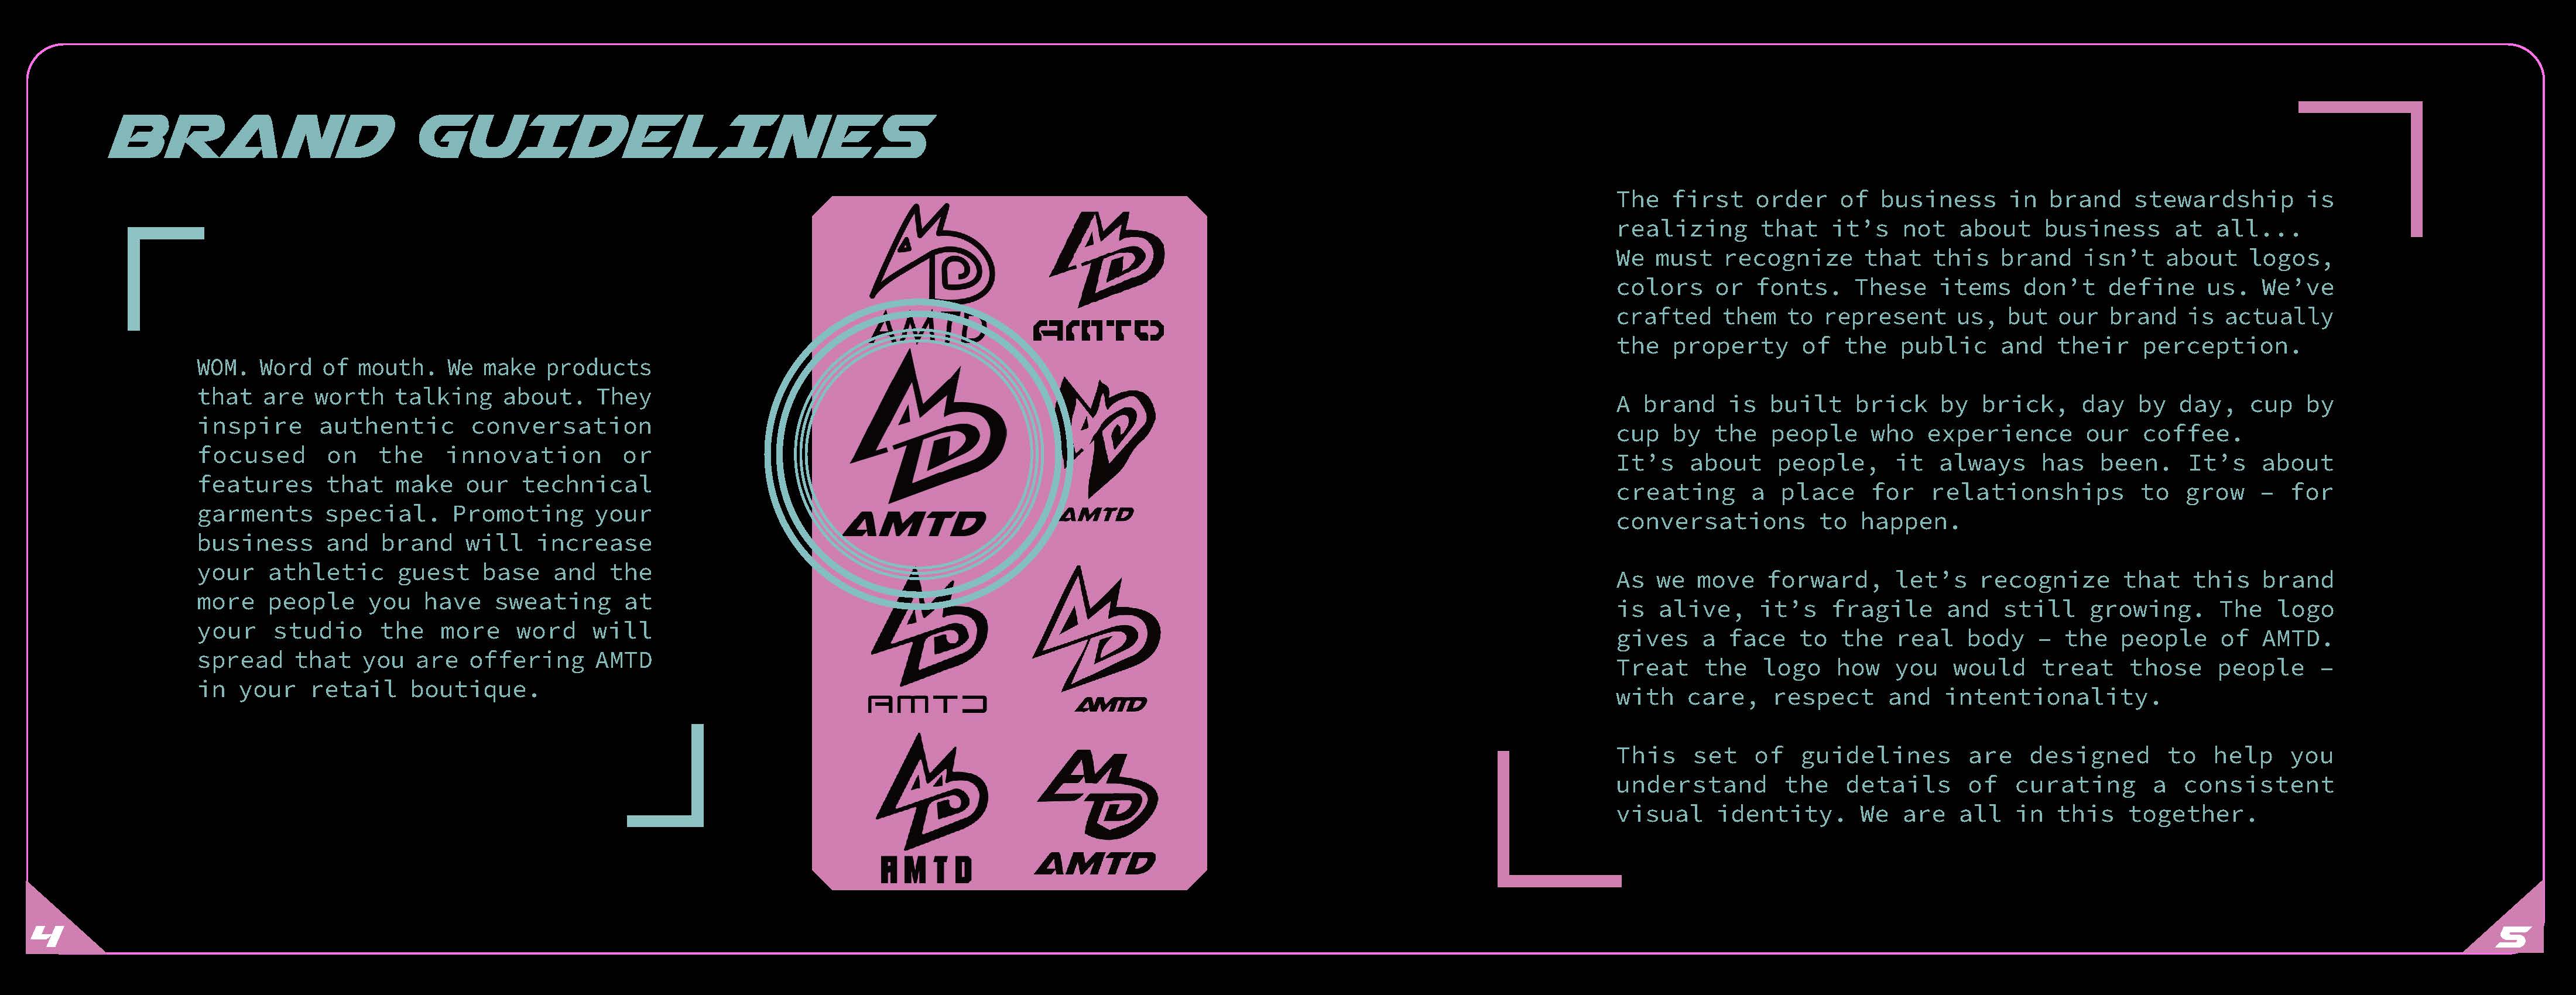 BRAND GUIDELINES
WOM. Word of mouth. We make products
that are worth talking about. They
inspire authentic conversation
focused on the innovation or
features that make our technical
garments special. Promoting your
business and brand will increase
your athletic guest base and the
more people you have sweating at
your studio the more word will
spread that you are offering AMTD
in your retail boutique.
AMTD
AMTD
AMTD
AMTD
AMTD
AMTD
AMTD
AMTD
The first order of business in brand stewardship is
realizing that it’s not about business at all...
We must recognize that this brand isn’t about logos,
colors or fonts. These items don’t define us. We’ve
crafted them to represent us, but our brand is actually
the property of the public and their perception.
A brand is built brick by brick, day by day, cup by
cup by the people who experience our coffee.
It’s about people, it always has been. It’s about
creating a place for relationships to grow – for
conversations to happen.
As we move forward, let’s recognize that this brand
is alive, it’s fragile and still growing. The logo
gives a face to the real body – the people of AMTD.
Treat the logo how you would treat those people –
with care, respect and intentionality.
This set of guidelines are designed to help you
understand the details of curating a consistent
visual identity. We are all in this together.
4
5